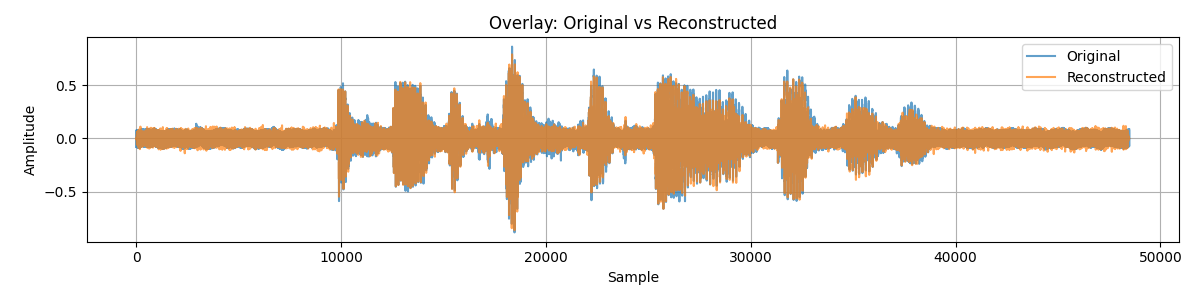 Overlay: Original vs Reconstructed
Original
Reconstructed
Amplitude
0.5
0.0
−0.5
0 10000 20000 30000 40000 50000
Sample